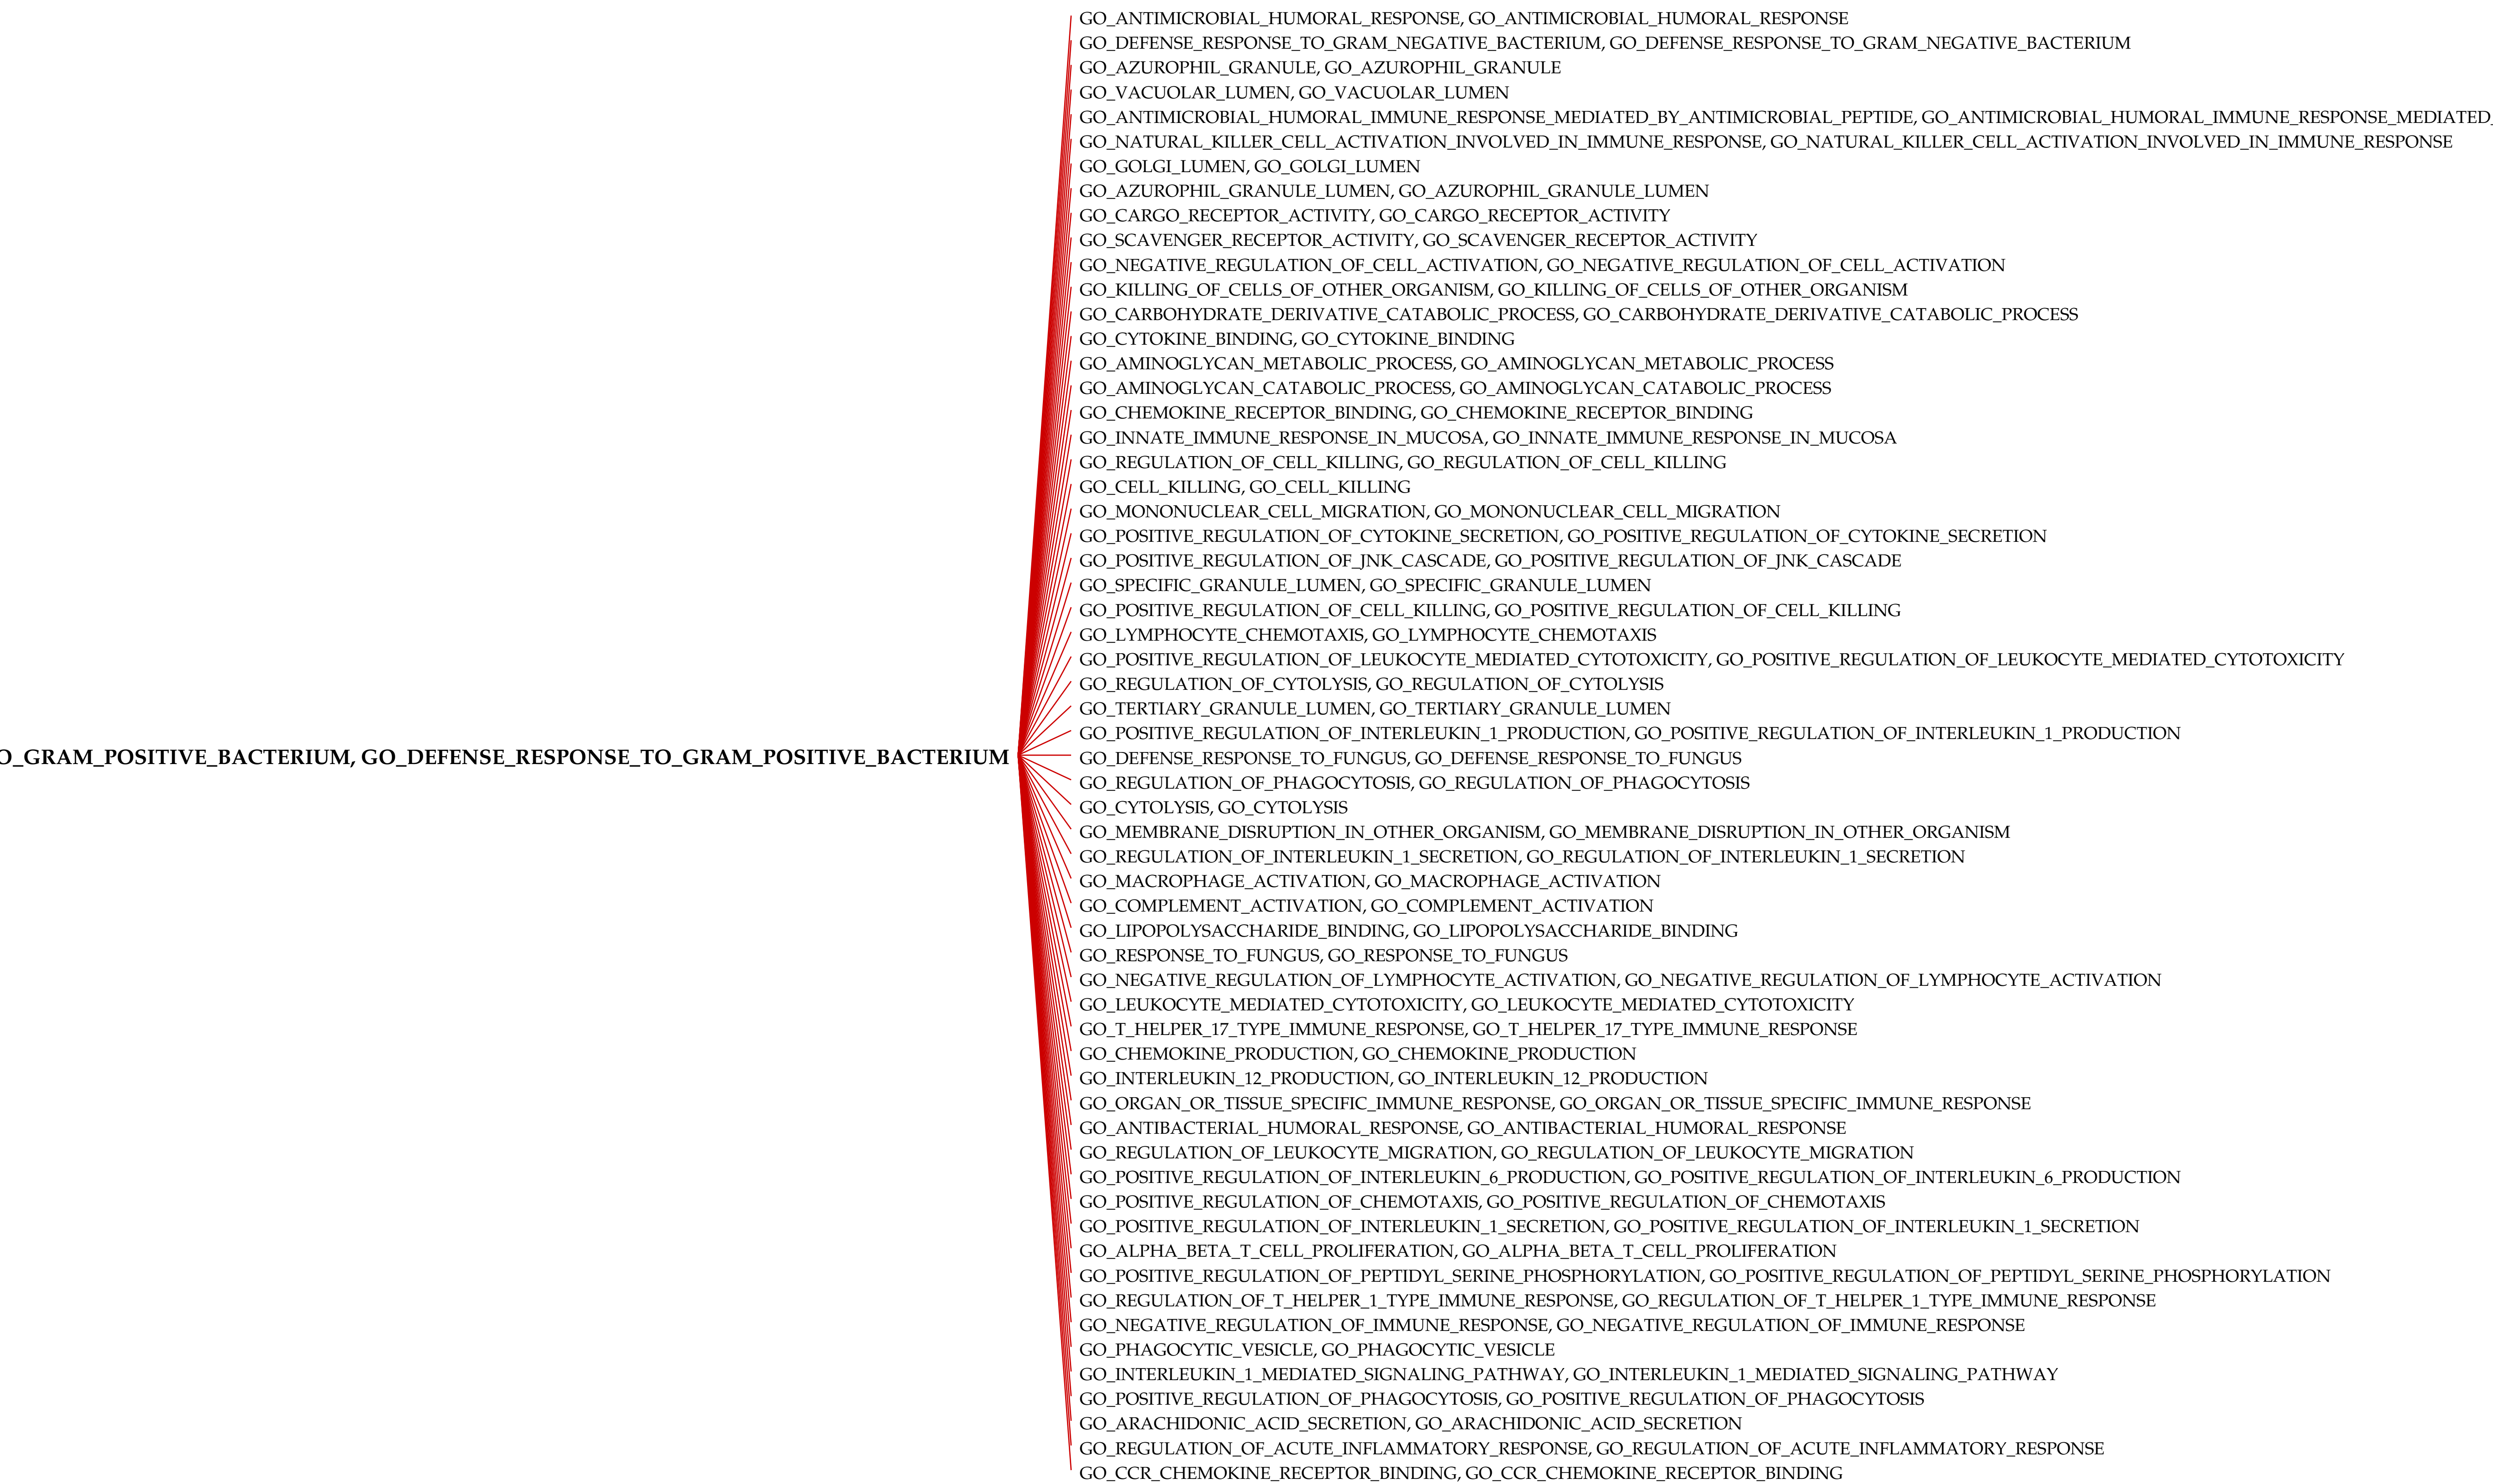 GO_ANTIMICROBIAL_HUMORAL_RESPONSE, GO_ANTIMICROBIAL_HUMORAL_RESPONSE
GO_DEFENSE_RESPONSE_TO_GRAM_NEGATIVE_BACTERIUM, GO_DEFENSE_RESPONSE_TO_GRAM_NEGATIVE_BACTERIUM
GO_AZUROPHIL_GRANULE, GO_AZUROPHIL_GRANULE
GO_VACUOLAR_LUMEN, GO_VACUOLAR_LUMEN
GO_ANTIMICROBIAL_HUMORAL_IMMUNE_RESPONSE_MEDIATED_BY_ANTIMICROBIAL_PEPTIDE, GO_ANTIMICROBIAL_HUMORAL_IMMUNE_RESPONSE_MEDIATED_
GO_NATURAL_KILLER_CELL_ACTIVATION_INVOLVED_IN_IMMUNE_RESPONSE, GO_NATURAL_KILLER_CELL_ACTIVATION_INVOLVED_IN_IMMUNE_RESPONSE
GO_GOLGI_LUMEN, GO_GOLGI_LUMEN
GO_AZUROPHIL_GRANULE_LUMEN, GO_AZUROPHIL_GRANULE_LUMEN
GO_CARGO_RECEPTOR_ACTIVITY, GO_CARGO_RECEPTOR_ACTIVITY
GO_SCAVENGER_RECEPTOR_ACTIVITY, GO_SCAVENGER_RECEPTOR_ACTIVITY
GO_NEGATIVE_REGULATION_OF_CELL_ACTIVATION, GO_NEGATIVE_REGULATION_OF_CELL_ACTIVATION
GO_KILLING_OF_CELLS_OF_OTHER_ORGANISM, GO_KILLING_OF_CELLS_OF_OTHER_ORGANISM
GO_CARBOHYDRATE_DERIVATIVE_CATABOLIC_PROCESS, GO_CARBOHYDRATE_DERIVATIVE_CATABOLIC_PROCESS
GO_CYTOKINE_BINDING, GO_CYTOKINE_BINDING
GO_AMINOGLYCAN_METABOLIC_PROCESS, GO_AMINOGLYCAN_METABOLIC_PROCESS
GO_AMINOGLYCAN_CATABOLIC_PROCESS, GO_AMINOGLYCAN_CATABOLIC_PROCESS
GO_CHEMOKINE_RECEPTOR_BINDING, GO_CHEMOKINE_RECEPTOR_BINDING
GO_INNATE_IMMUNE_RESPONSE_IN_MUCOSA, GO_INNATE_IMMUNE_RESPONSE_IN_MUCOSA
GO_REGULATION_OF_CELL_KILLING, GO_REGULATION_OF_CELL_KILLING
GO_CELL_KILLING, GO_CELL_KILLING
GO_MONONUCLEAR_CELL_MIGRATION, GO_MONONUCLEAR_CELL_MIGRATION
GO_POSITIVE_REGULATION_OF_CYTOKINE_SECRETION, GO_POSITIVE_REGULATION_OF_CYTOKINE_SECRETION
GO_POSITIVE_REGULATION_OF_JNK_CASCADE, GO_POSITIVE_REGULATION_OF_JNK_CASCADE
GO_SPECIFIC_GRANULE_LUMEN, GO_SPECIFIC_GRANULE_LUMEN
GO_POSITIVE_REGULATION_OF_CELL_KILLING, GO_POSITIVE_REGULATION_OF_CELL_KILLING
GO_LYMPHOCYTE_CHEMOTAXIS, GO_LYMPHOCYTE_CHEMOTAXIS
GO_POSITIVE_REGULATION_OF_LEUKOCYTE_MEDIATED_CYTOTOXICITY, GO_POSITIVE_REGULATION_OF_LEUKOCYTE_MEDIATED_CYTOTOXICITY
GO_REGULATION_OF_CYTOLYSIS, GO_REGULATION_OF_CYTOLYSIS
GO_TERTIARY_GRANULE_LUMEN, GO_TERTIARY_GRANULE_LUMEN
GO_POSITIVE_REGULATION_OF_INTERLEUKIN_1_PRODUCTION, GO_POSITIVE_REGULATION_OF_INTERLEUKIN_1_PRODUCTION
O_GRAM_POSITIVE_BACTERIUM, GO_DEFENSE_RESPONSE_TO_GRAM_POSITIVE_BACTERIUM
GO_DEFENSE_RESPONSE_TO_FUNGUS, GO_DEFENSE_RESPONSE_TO_FUNGUS
GO_REGULATION_OF_PHAGOCYTOSIS, GO_REGULATION_OF_PHAGOCYTOSIS
GO_CYTOLYSIS, GO_CYTOLYSIS
GO_MEMBRANE_DISRUPTION_IN_OTHER_ORGANISM, GO_MEMBRANE_DISRUPTION_IN_OTHER_ORGANISM
GO_REGULATION_OF_INTERLEUKIN_1_SECRETION, GO_REGULATION_OF_INTERLEUKIN_1_SECRETION
GO_MACROPHAGE_ACTIVATION, GO_MACROPHAGE_ACTIVATION
GO_COMPLEMENT_ACTIVATION, GO_COMPLEMENT_ACTIVATION
GO_LIPOPOLYSACCHARIDE_BINDING, GO_LIPOPOLYSACCHARIDE_BINDING
GO_RESPONSE_TO_FUNGUS, GO_RESPONSE_TO_FUNGUS
GO_NEGATIVE_REGULATION_OF_LYMPHOCYTE_ACTIVATION, GO_NEGATIVE_REGULATION_OF_LYMPHOCYTE_ACTIVATION
GO_LEUKOCYTE_MEDIATED_CYTOTOXICITY, GO_LEUKOCYTE_MEDIATED_CYTOTOXICITY
GO_T_HELPER_17_TYPE_IMMUNE_RESPONSE, GO_T_HELPER_17_TYPE_IMMUNE_RESPONSE
GO_CHEMOKINE_PRODUCTION, GO_CHEMOKINE_PRODUCTION
GO_INTERLEUKIN_12_PRODUCTION, GO_INTERLEUKIN_12_PRODUCTION
GO_ORGAN_OR_TISSUE_SPECIFIC_IMMUNE_RESPONSE, GO_ORGAN_OR_TISSUE_SPECIFIC_IMMUNE_RESPONSE
GO_ANTIBACTERIAL_HUMORAL_RESPONSE, GO_ANTIBACTERIAL_HUMORAL_RESPONSE
GO_REGULATION_OF_LEUKOCYTE_MIGRATION, GO_REGULATION_OF_LEUKOCYTE_MIGRATION
GO_POSITIVE_REGULATION_OF_INTERLEUKIN_6_PRODUCTION, GO_POSITIVE_REGULATION_OF_INTERLEUKIN_6_PRODUCTION
GO_POSITIVE_REGULATION_OF_CHEMOTAXIS, GO_POSITIVE_REGULATION_OF_CHEMOTAXIS
GO_POSITIVE_REGULATION_OF_INTERLEUKIN_1_SECRETION, GO_POSITIVE_REGULATION_OF_INTERLEUKIN_1_SECRETION
GO_ALPHA_BETA_T_CELL_PROLIFERATION, GO_ALPHA_BETA_T_CELL_PROLIFERATION
GO_POSITIVE_REGULATION_OF_PEPTIDYL_SERINE_PHOSPHORYLATION, GO_POSITIVE_REGULATION_OF_PEPTIDYL_SERINE_PHOSPHORYLATION
GO_REGULATION_OF_T_HELPER_1_TYPE_IMMUNE_RESPONSE, GO_REGULATION_OF_T_HELPER_1_TYPE_IMMUNE_RESPONSE
GO_NEGATIVE_REGULATION_OF_IMMUNE_RESPONSE, GO_NEGATIVE_REGULATION_OF_IMMUNE_RESPONSE
GO_PHAGOCYTIC_VESICLE, GO_PHAGOCYTIC_VESICLE
GO_INTERLEUKIN_1_MEDIATED_SIGNALING_PATHWAY, GO_INTERLEUKIN_1_MEDIATED_SIGNALING_PATHWAY
GO_POSITIVE_REGULATION_OF_PHAGOCYTOSIS, GO_POSITIVE_REGULATION_OF_PHAGOCYTOSIS
GO_ARACHIDONIC_ACID_SECRETION, GO_ARACHIDONIC_ACID_SECRETION
GO_REGULATION_OF_ACUTE_INFLAMMATORY_RESPONSE, GO_REGULATION_OF_ACUTE_INFLAMMATORY_RESPONSE
GO_CCR_CHEMOKINE_RECEPTOR_BINDING, GO_CCR_CHEMOKINE_RECEPTOR_BINDING